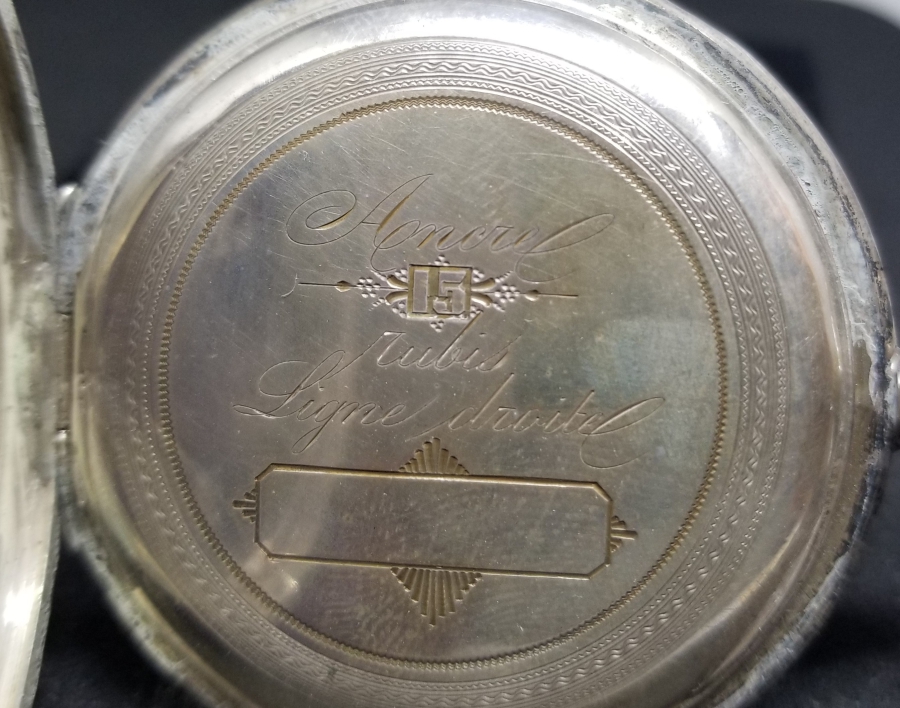 Ancre
15
rubis
Ligne droite